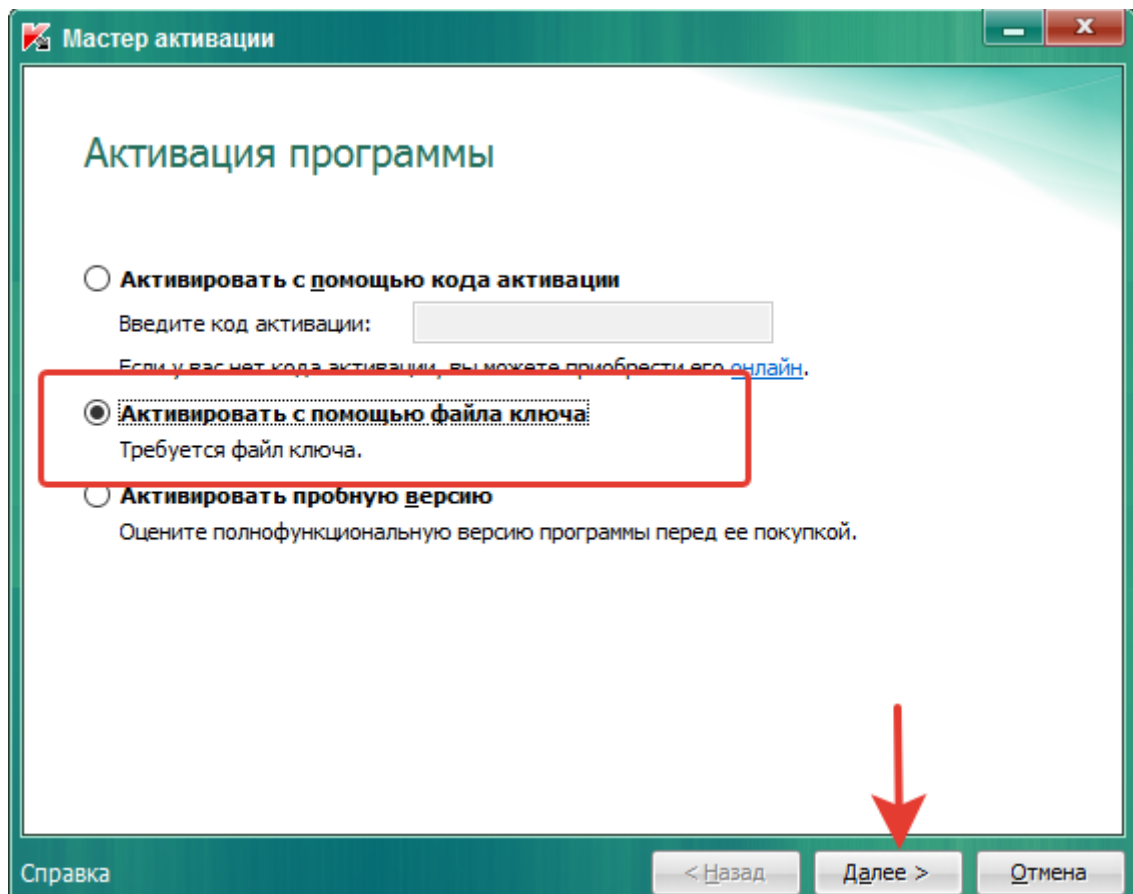 Мастер активации
Активация программы
Активировать с помощью кода активации
Введите код активации:
Если у вас нет кода активации, вы можете приобрести его онлайн.
Активировать с помощью файла ключа
Требуется файл ключа.
Активировать пробную версию
Оцените полнофункциональную версию программы перед ее покупкой.
Справка
< Назад
Далее >
Отмена